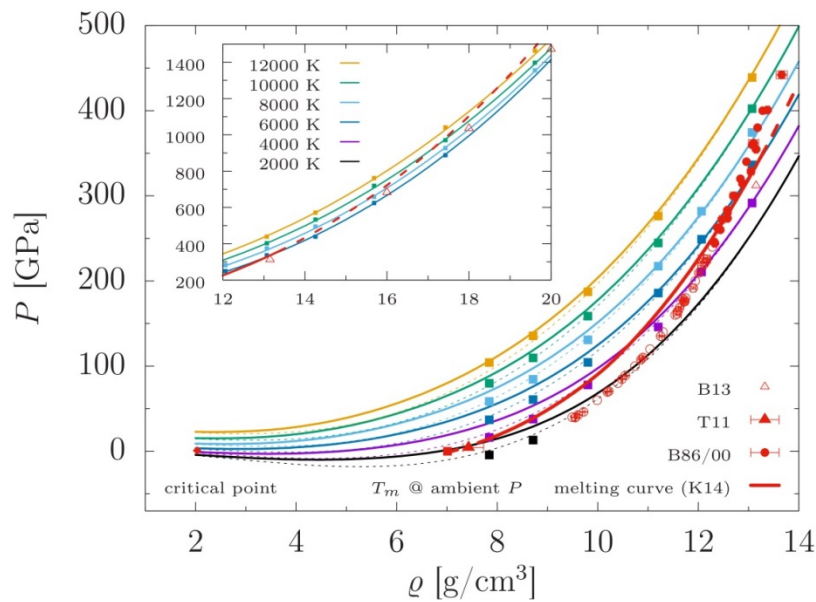 500
400
300
200
100
0
P [GPa]
1400
1200
1000
800
600
400
200
12 14 16 18 20
12000 K
10000 K
8000 K
6000 K
4000 K
2000 K
B13
T11
B86/00
critical point T_m @ ambient P melting curve (K14)
2 4 6 8 10 12 14
ϱ [g/cm³]